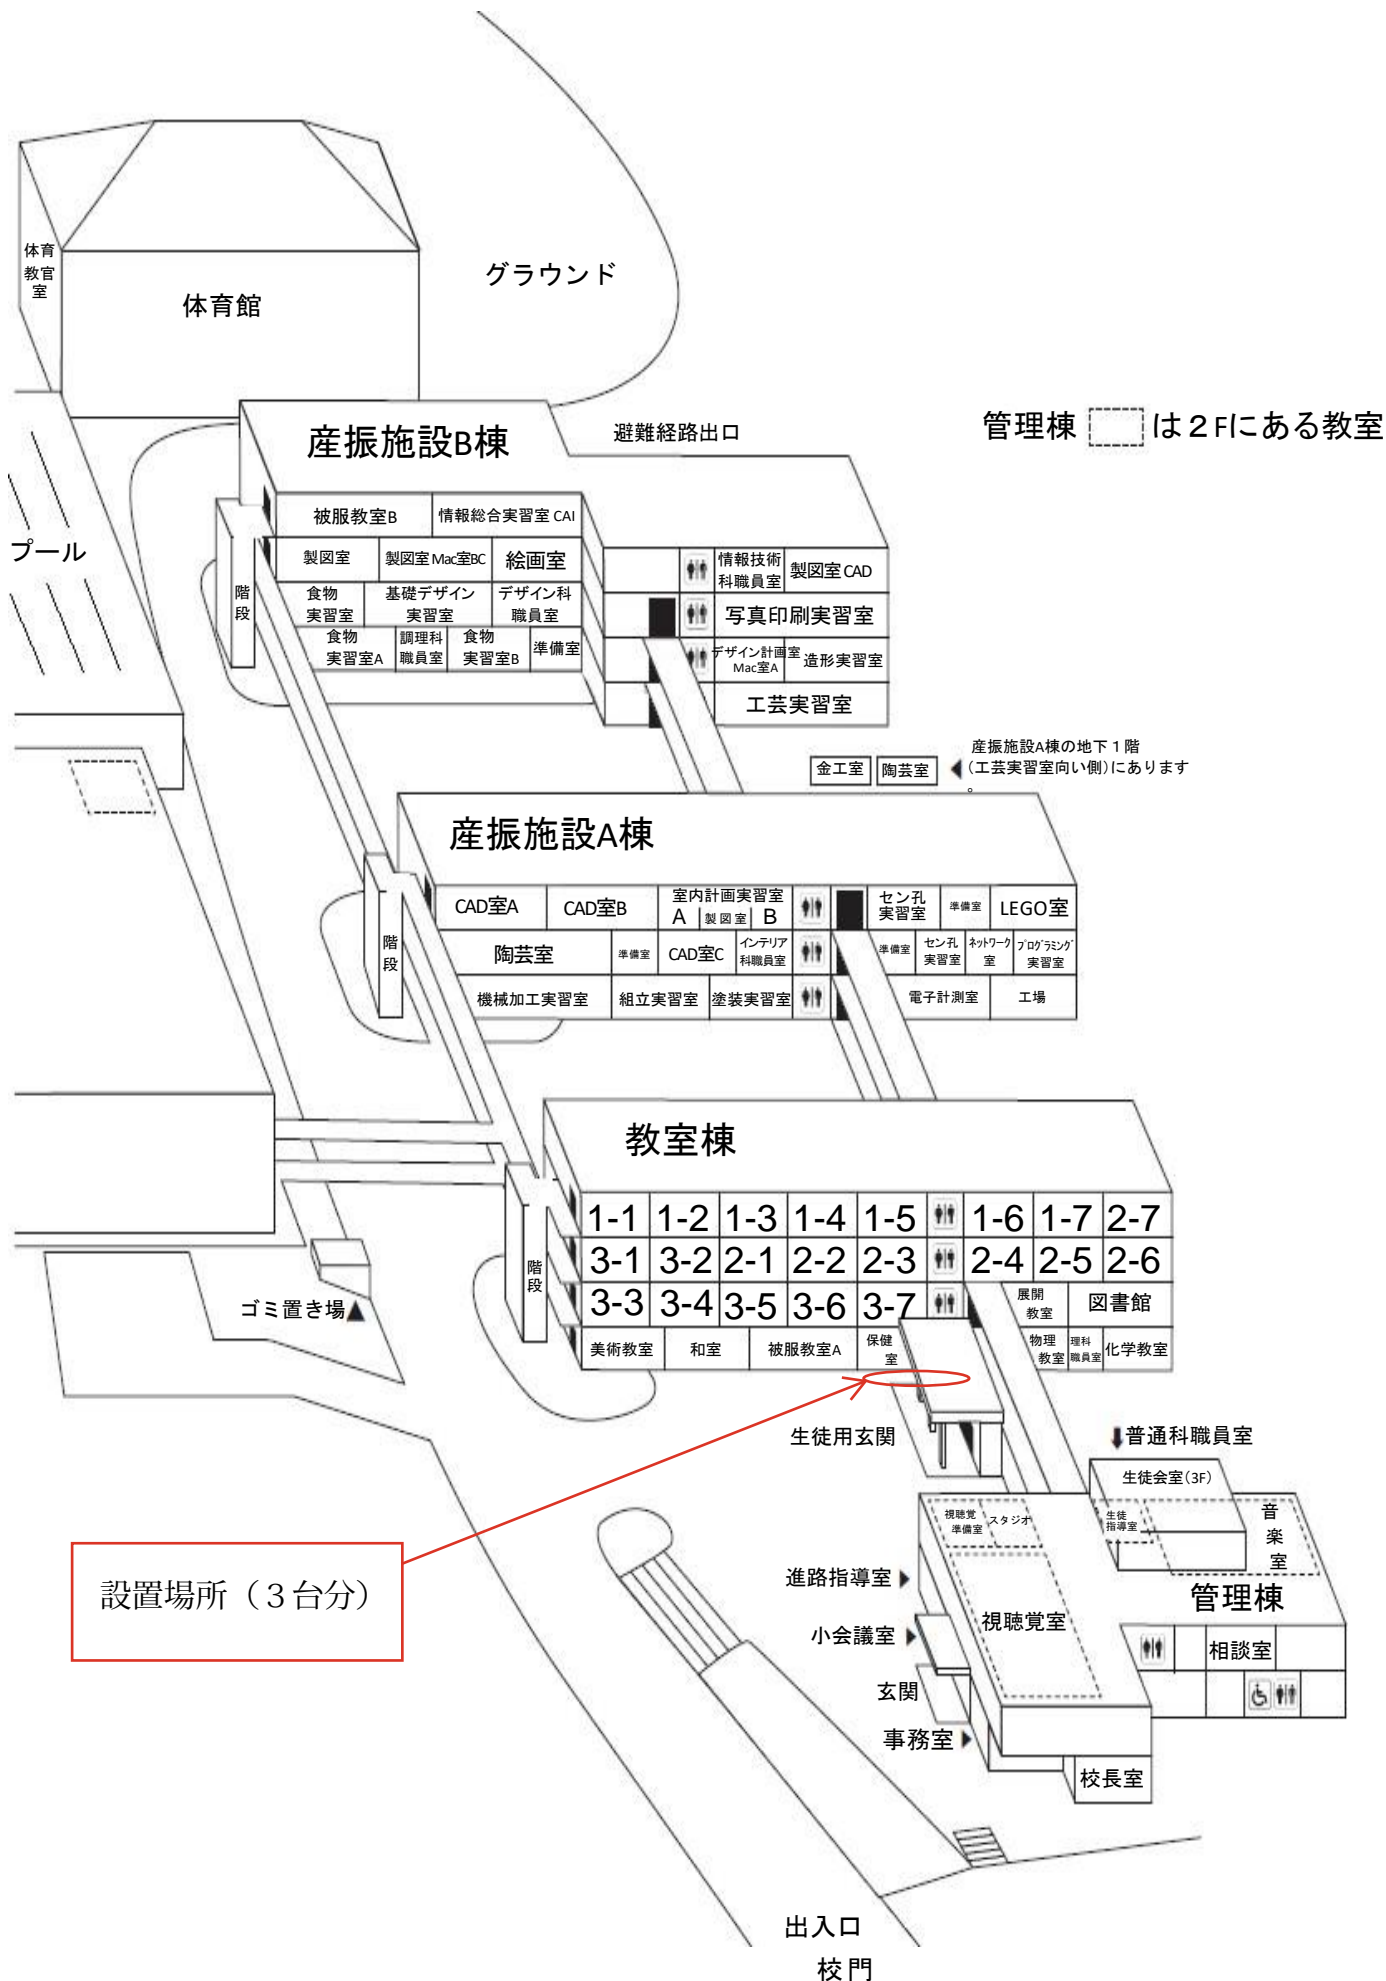 体育
教官
室
体育館
グラウンド
管理棟 は２Fにある教室
避難経路出口
産振施設B棟
被服教室B
情報総合実習室 CAI
製図室
製図室 Mac室BC
絵画室
食物
実習室
基礎デザイン
実習室
デザイン科
職員室
食物
実習室A
調理科
職員室
食物
実習室B
準備室
階
段
プール
情報技術
科職員室
製図室 CAD
写真印刷実習室
デザイン計画室
Mac室A
造形実習室
工芸実習室
金工室
陶芸室
産振施設A棟の地下１階
(工芸実習室向い側)にあります
。
産振施設A棟
CAD室A
CAD室B
室内計画実習室
A 製図室 B
セン孔
実習室
準備室
LEGO室
陶芸室
準備室
CAD室C
インテリア
科職員室
準備室
セン孔
実習室
ネットワーク
室
プログラミング
実習室
機械加工実習室
組立実習室
塗装実習室
電子計測室
工場
階
段
教室棟
1-1 1-2 1-3 1-4 1-5 1-6 1-7 2-7
3-1 3-2 2-1 2-2 2-3 2-4 2-5 2-6
3-3 3-4 3-5 3-6 3-7
展開
教室
図書館
美術教室
和室
被服教室A
保健
室
物理
教室
理科
職員室
化学教室
階
段
ゴミ置き場▲
生徒用玄関
普通科職員室
生徒会室(3F)
視聴覚
準備室
スタジオ
生徒
指導室
音
楽
室
設置場所（３台分）
進路指導室
小会議室
玄関
事務室
視聴覚室
管理棟
相談室
校長室
出入口
校門